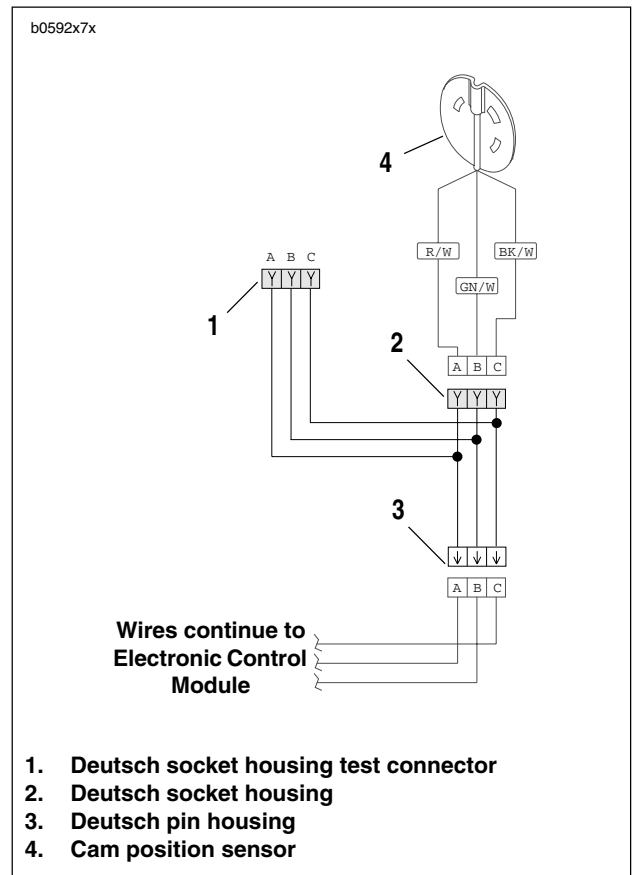 b0592x7x
4
R/W
BK/W
GN/W
A B C
1
2
A B C
3
A B C
Wires continue to
Electronic Control
Module
1. Deutsch socket housing test connector
2. Deutsch socket housing
3. Deutsch pin housing
4. Cam position sensor